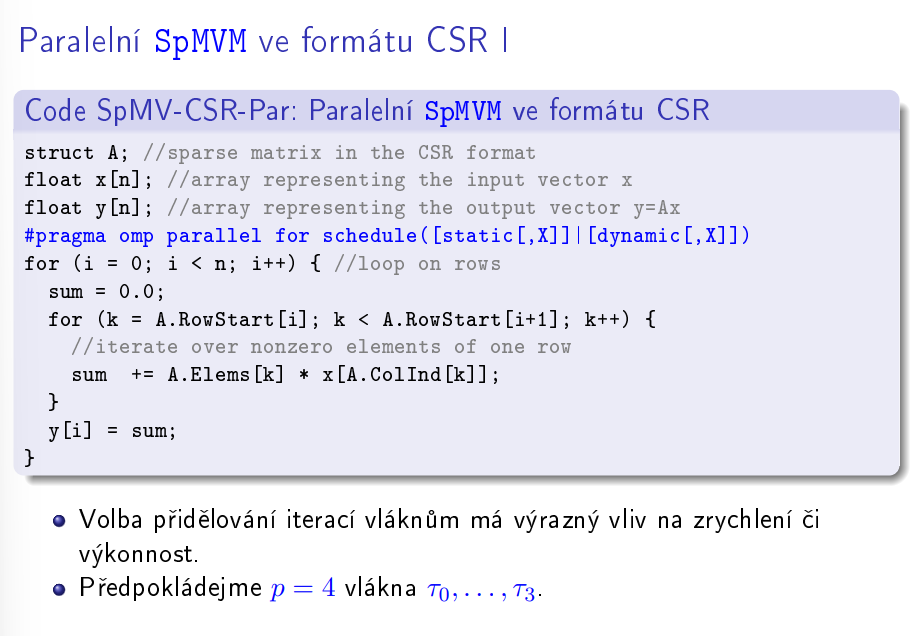 Paralelní SpMVM ve formátu CSR I
Code SpMV-CSR-Par: Paralelní SpMVM ve formátu CSR
struct A; //sparse matrix in the CSR format
float x[n]; //array representing the input vector x
float y[n]; //array representing the output vector y=Ax
#pragma omp parallel for schedule([static[,X]]|[dynamic[,X]])
for (i = 0; i < n; i++) { //loop on rows
  sum = 0.0;
  for (k = A.RowStart[i]; k < A.RowStart[i+1]; k++) {
    //iterate over nonzero elements of one row
    sum  += A.Elems[k] * x[A.ColInd[k]];
  }
  y[i] = sum;
}
Volba přidělování iterací vláknům má výrazný vliv na zrychlení či
výkonnost.
Předpokládejme p = 4 vlákna τ₀, . . . , τ₃.